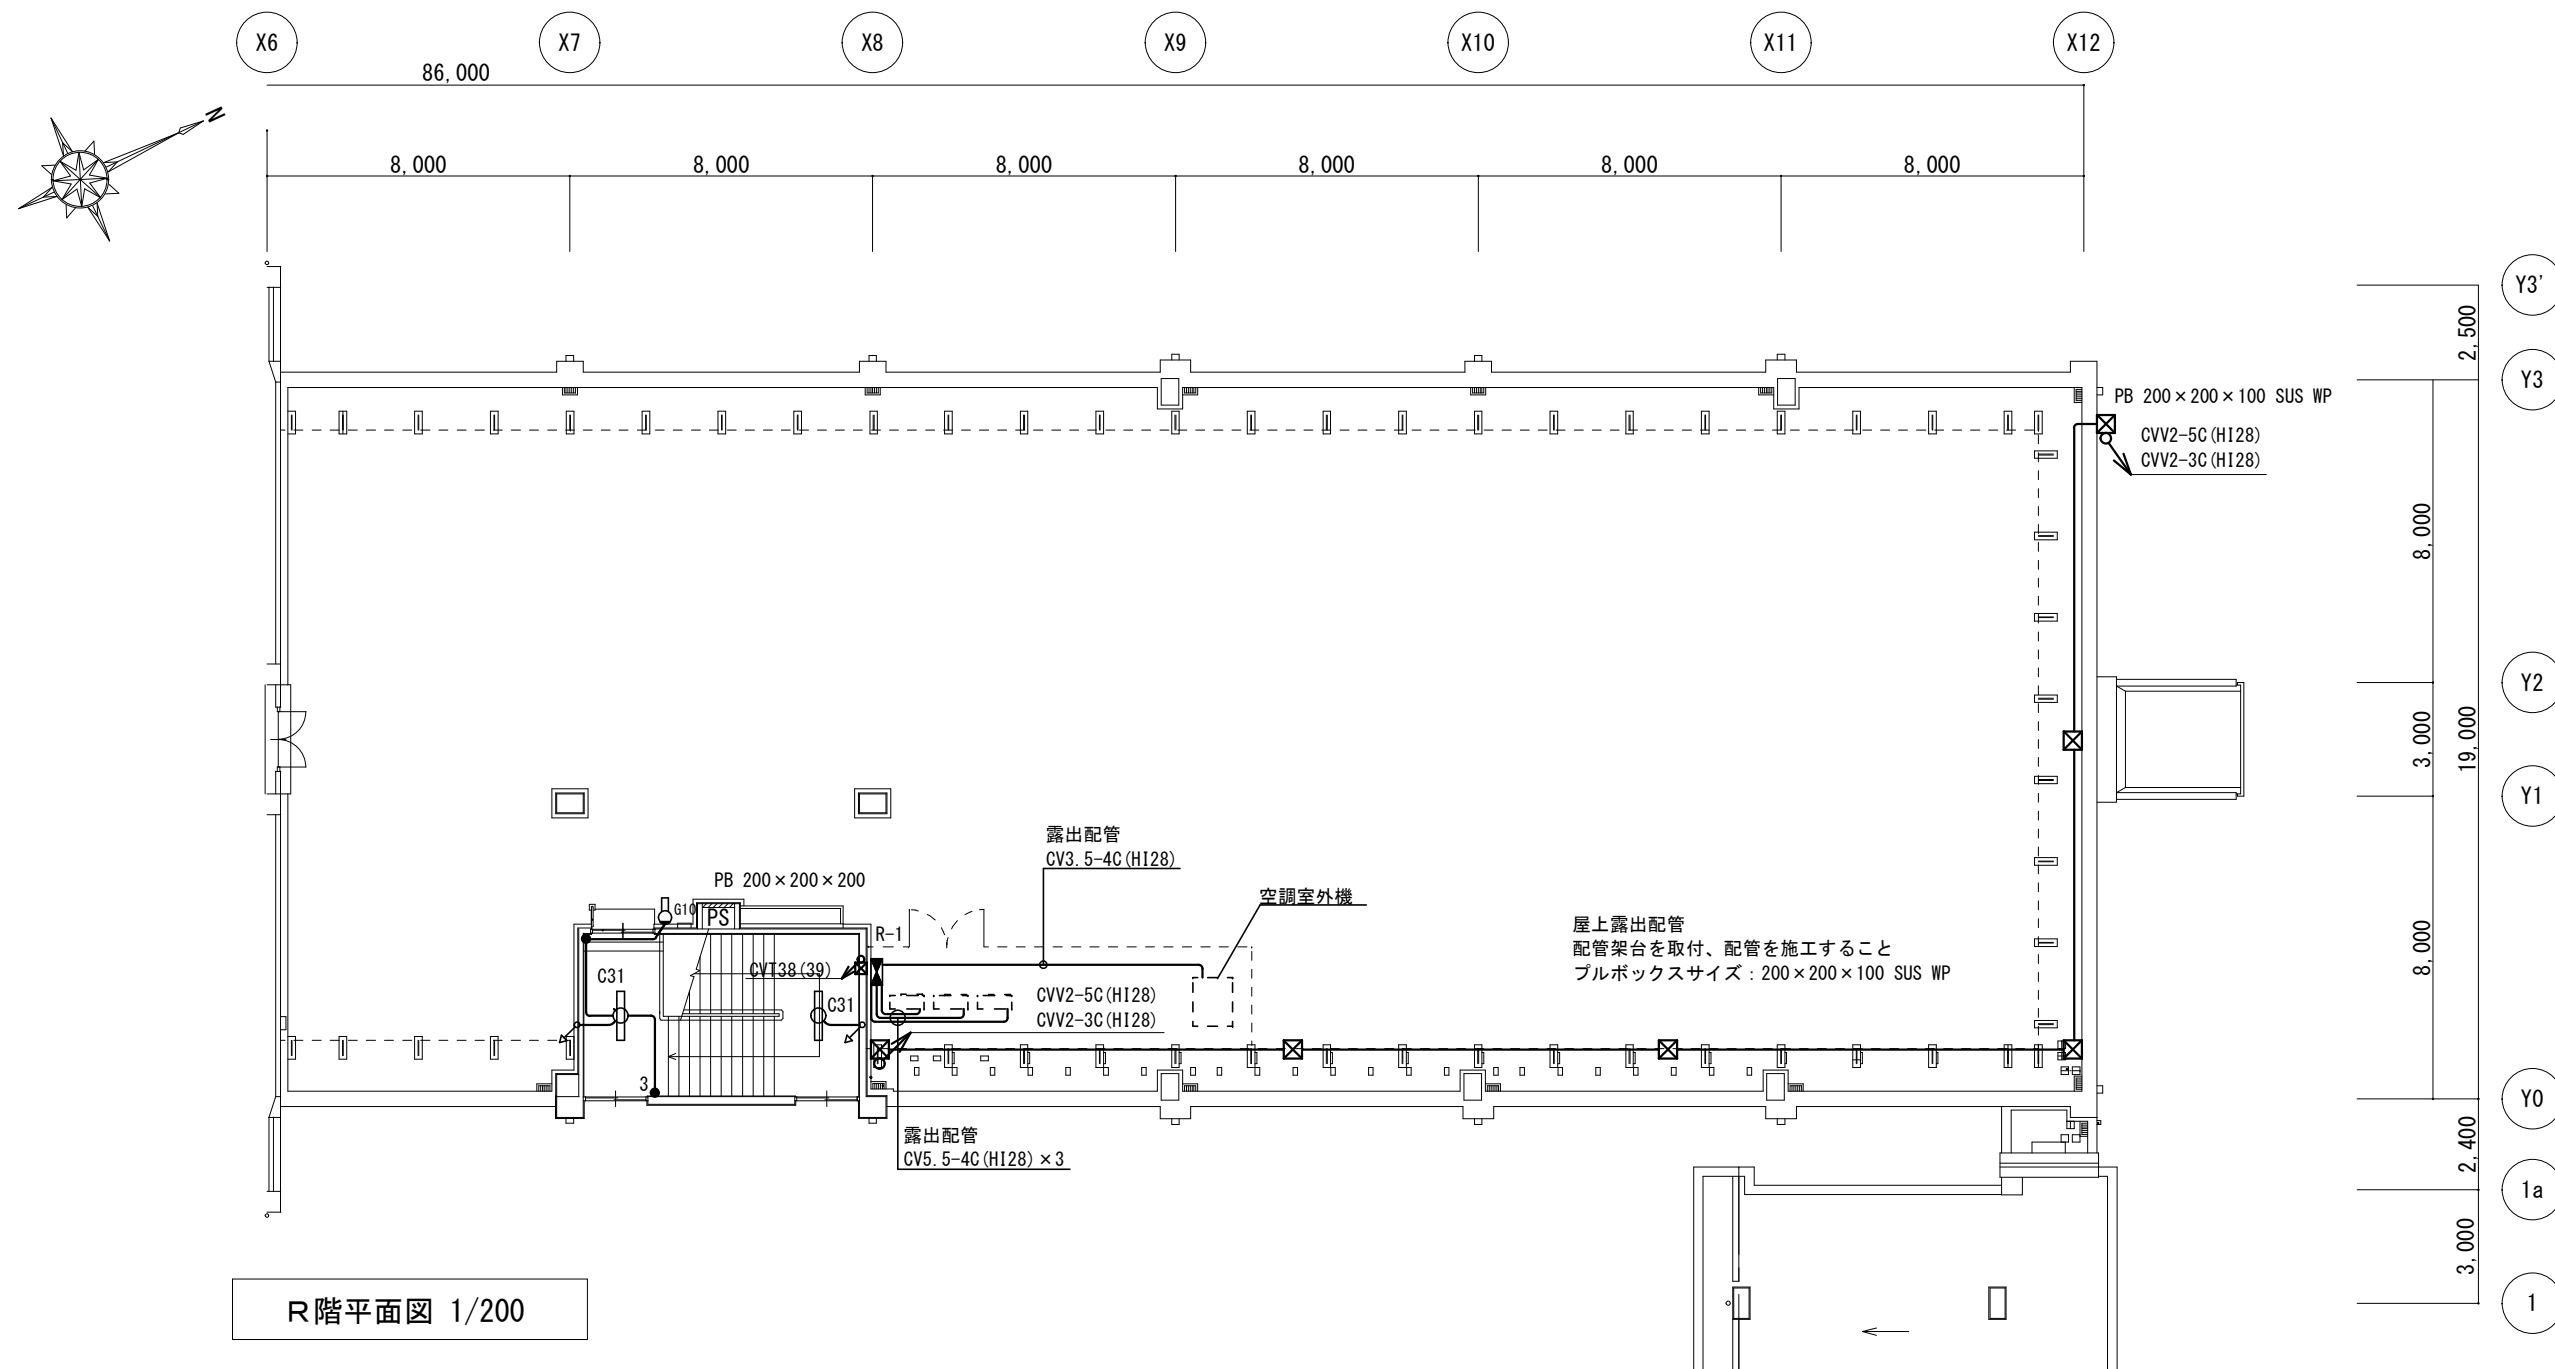 X6
X7
X8
X9
X10
X11
X12
86,000
N
8,000
8,000
8,000
8,000
8,000
8,000
Y3'
2,500
Y3
PB 200×200×100 SUS WP
CVV2-5C(HI28)
CVV2-3C(HI28)
8,000
Y2
3,000
19,000
Y1
露出配管
CV3.5-4C(HI28)
PB 200×200×200
空調室外機
G10
PS
R-1
屋上露出配管
配管架台を取付、配管を施工すること
プルボックスサイズ：200×200×100 SUS WP
8,000
C31
CVT38(39)
C31
CVV2-5C(HI28)
CVV2-3C(HI28)
3
Y0
露出配管
CV5.5-4C(HI28)×3
2,400
1a
3,000
1
R階平面図 1/200